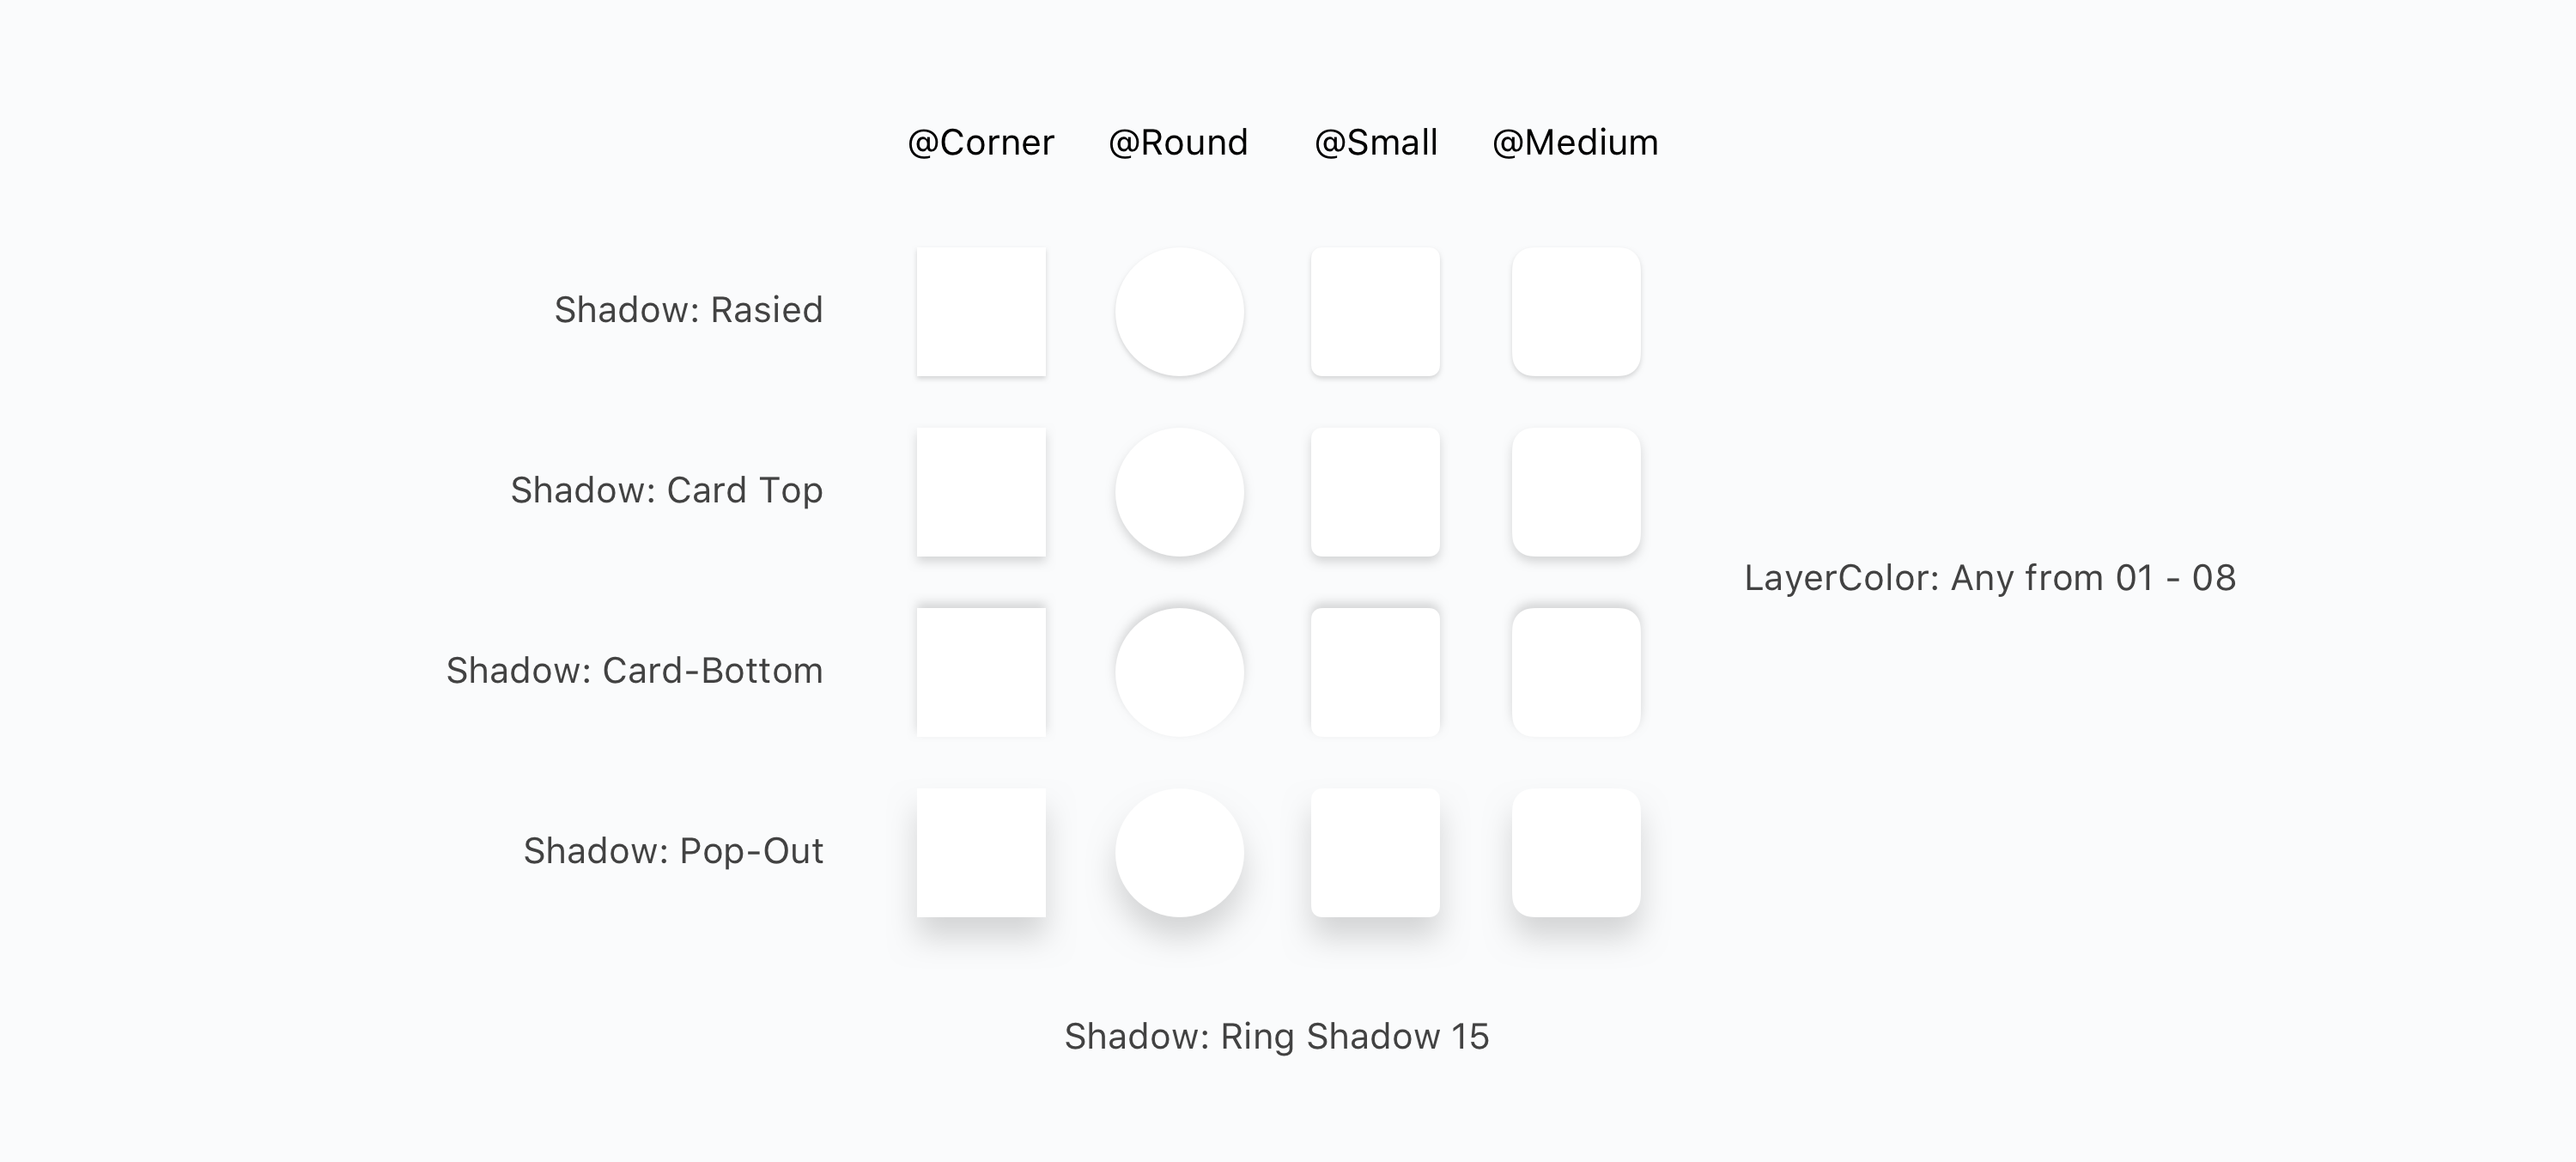 @Corner @Round @Small @Medium
Shadow: Rasied
Shadow: Card Top
LayerColor: Any from 01 - 08
Shadow: Card-Bottom
Shadow: Pop-Out
Shadow: Ring Shadow 15